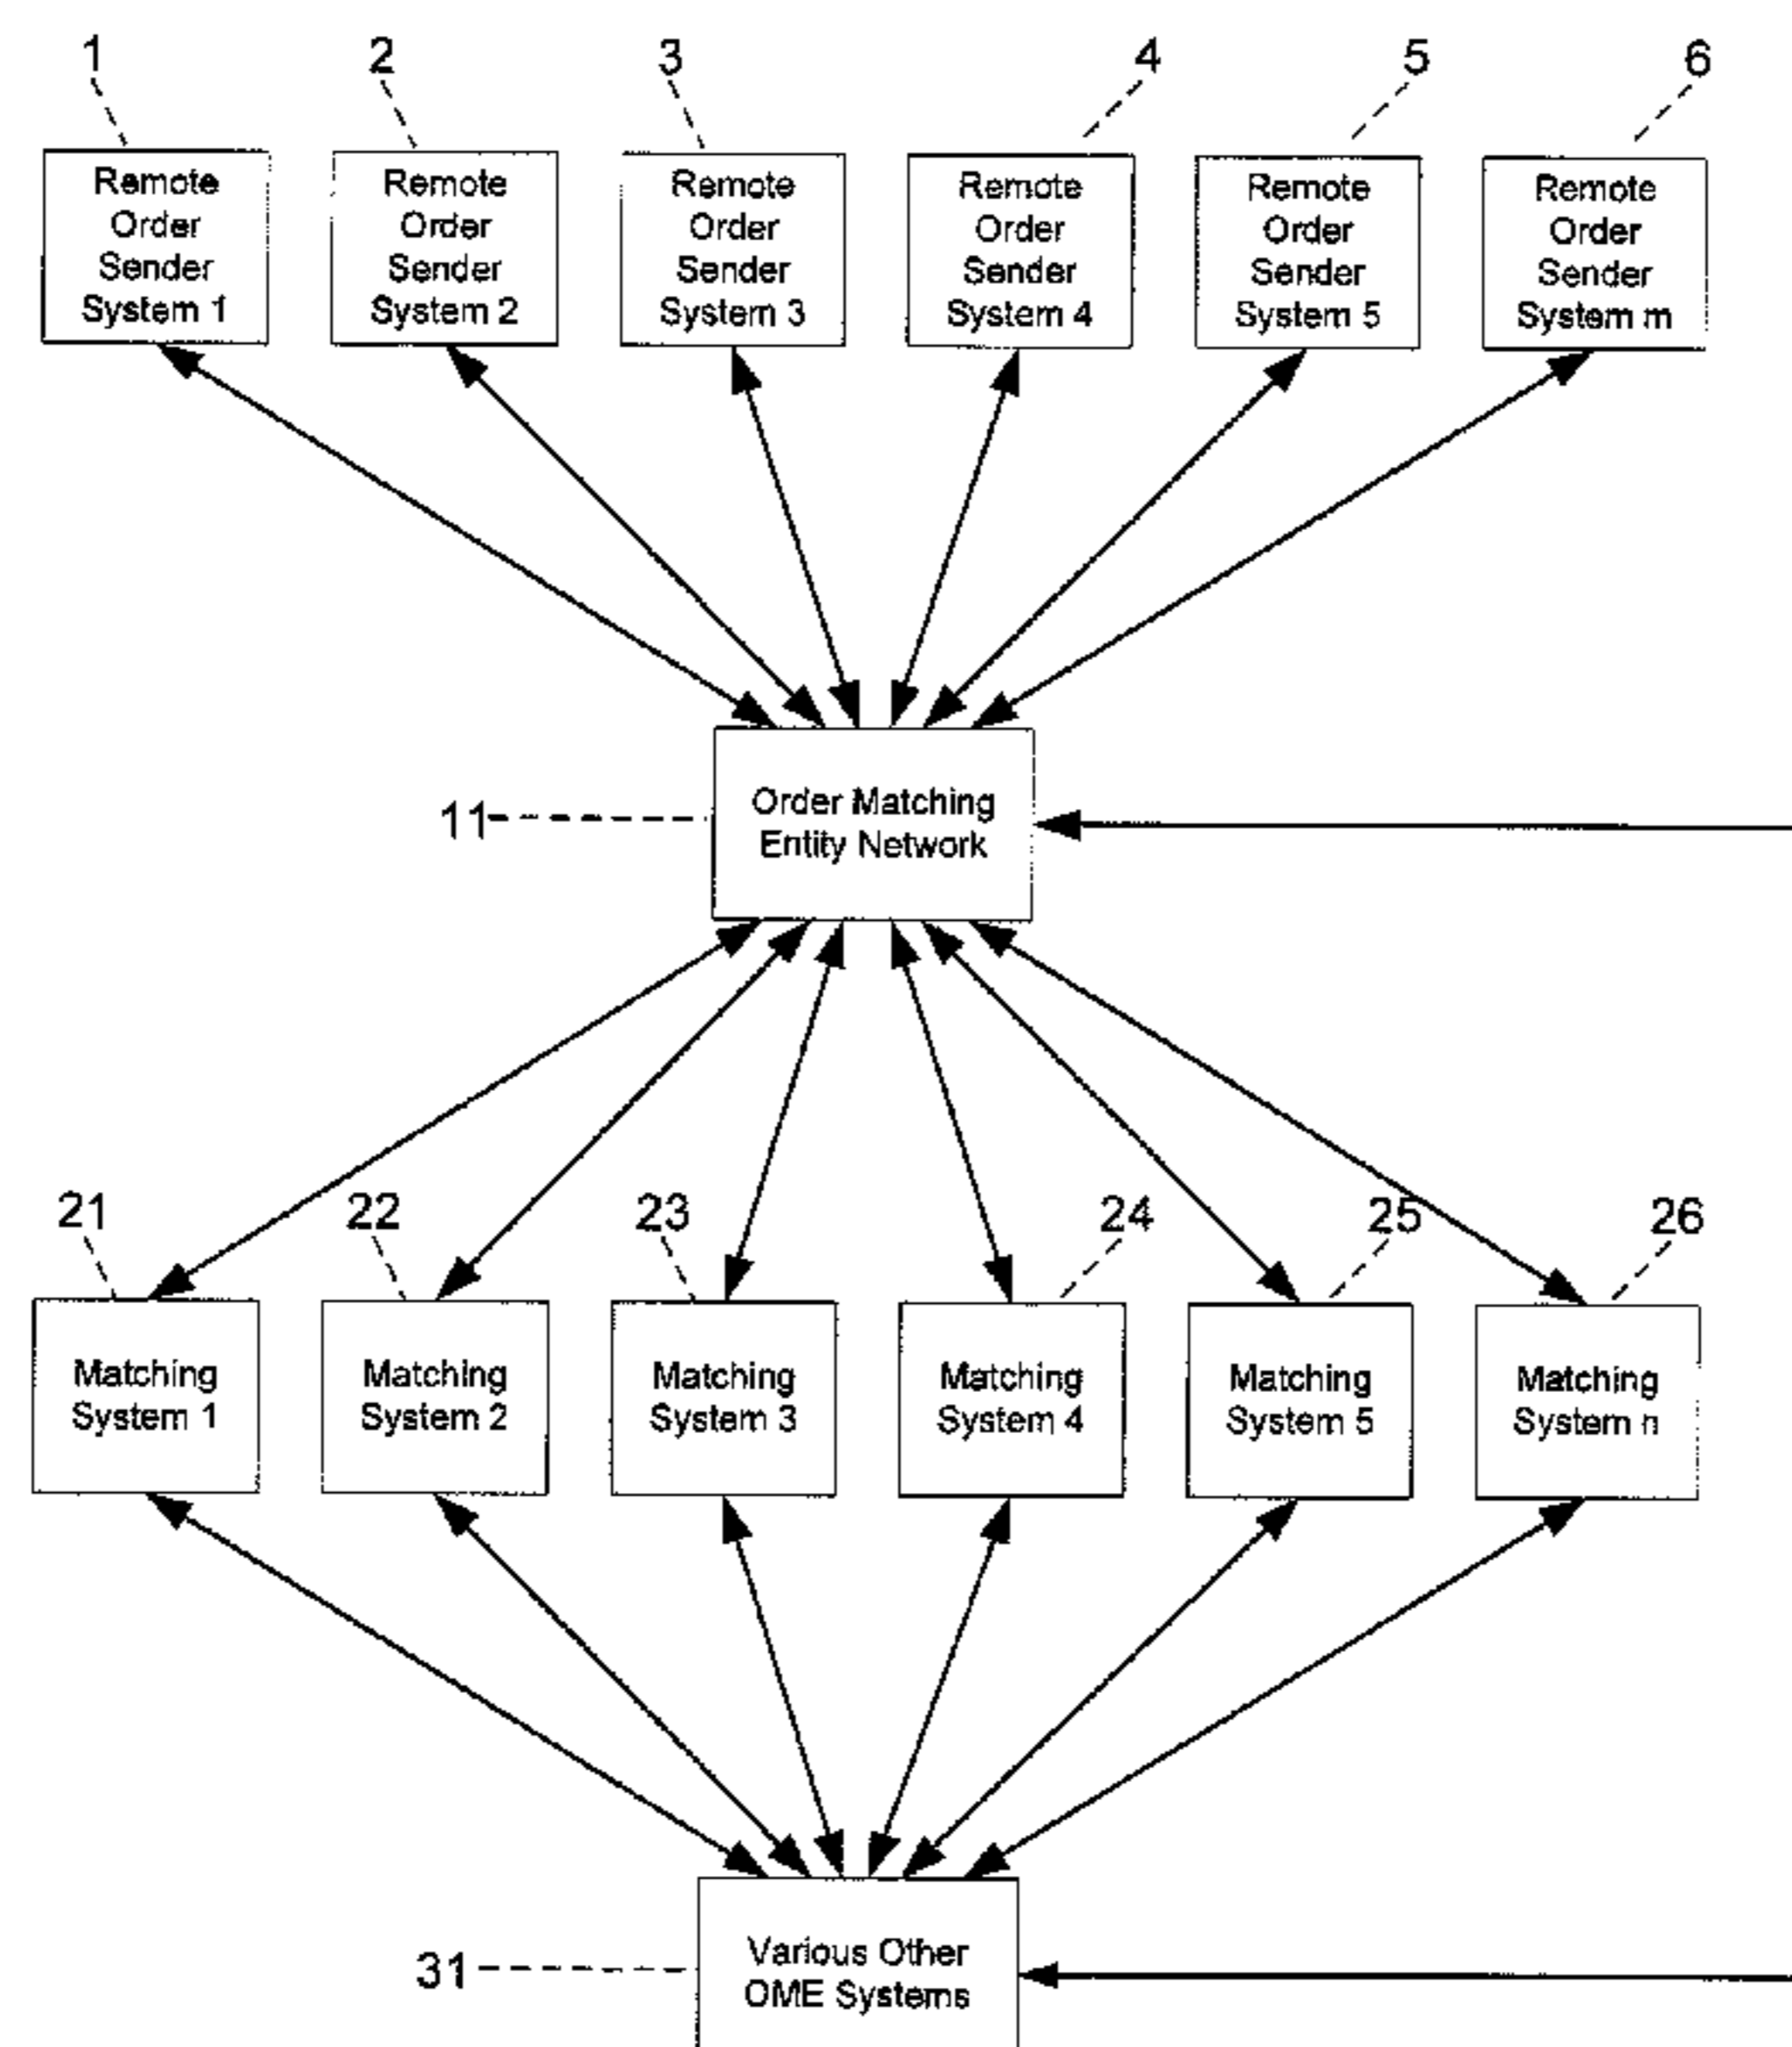 1 2 3 4 5 6
Remote Order Sender System 1
Remote Order Sender System 2
Remote Order Sender System 3
Remote Order Sender System 4
Remote Order Sender System 5
Remote Order Sender System m
11
Order Matching
Entity Network
21 22 23 24 25 26
Matching System 1
Matching System 2
Matching System 3
Matching System 4
Matching System 5
Matching System n
31
Various Other
OME Systems